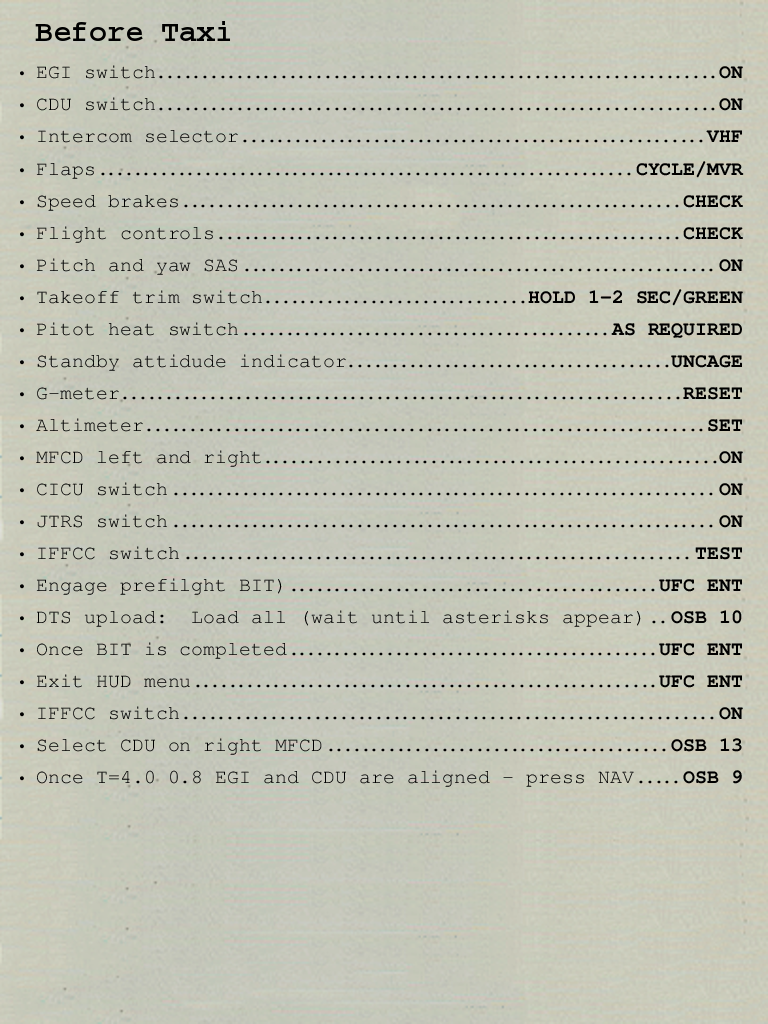 Before Taxi
• EGI switch...............................................................ON
• CDU switch...............................................................ON
• Intercom selector.......................................................VHF
• Flaps.............................................................CYCLE/MVR
• Speed brakes...........................................................CHECK
• Flight controls........................................................CHECK
• Pitch and yaw SAS........................................................ON
• Takeoff trim switch..............................HOLD 1-2 SEC/GREEN
• Pitot heat switch................................................AS REQUIRED
• Standby attidude indicator............................................UNCAGE
• G-meter................................................................RESET
• Altimeter................................................................SET
• MFCD left and right......................................................ON
• CICU switch..............................................................ON
• JTRS switch..............................................................ON
• IFFCC switch...........................................................TEST
• Engage prefilght BIT)...............................................UFC ENT
• DTS upload:  Load all (wait until asterisks appear)..OSB 10
• Once BIT is completed...............................................UFC ENT
• Exit HUD menu.......................................................UFC ENT
• IFFCC switch.............................................................ON
• Select CDU on right MFCD.............................................OSB 13
• Once T=4.0 0.8 EGI and CDU are aligned - press NAV.....OSB 9